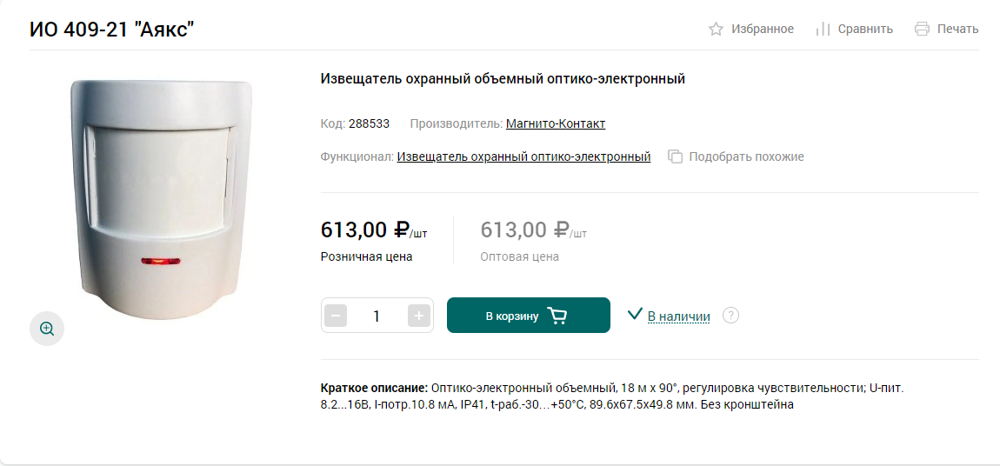 ИО 409-21 "Аякс"
Избранное
Сравнить
Печать
Извещатель охранный объемный оптико-электронный
Код: 288533 Производитель: Магнито-Контакт
Функционал: Извещатель охранный оптико-электронный Подобрать похожие
613,00 ₽/шт
Розничная цена
613,00 ₽/шт
Оптовая цена
1
В корзину
В наличии
?
Краткое описание: Оптико-электронный объемный, 18 м х 90°, регулировка чувствительности; U-пит.
8.2...16В, I-потр.10.8 мА, IP41, t-раб.-30…+50°С, 89.6х67.5х49.8 мм. Без кронштейна